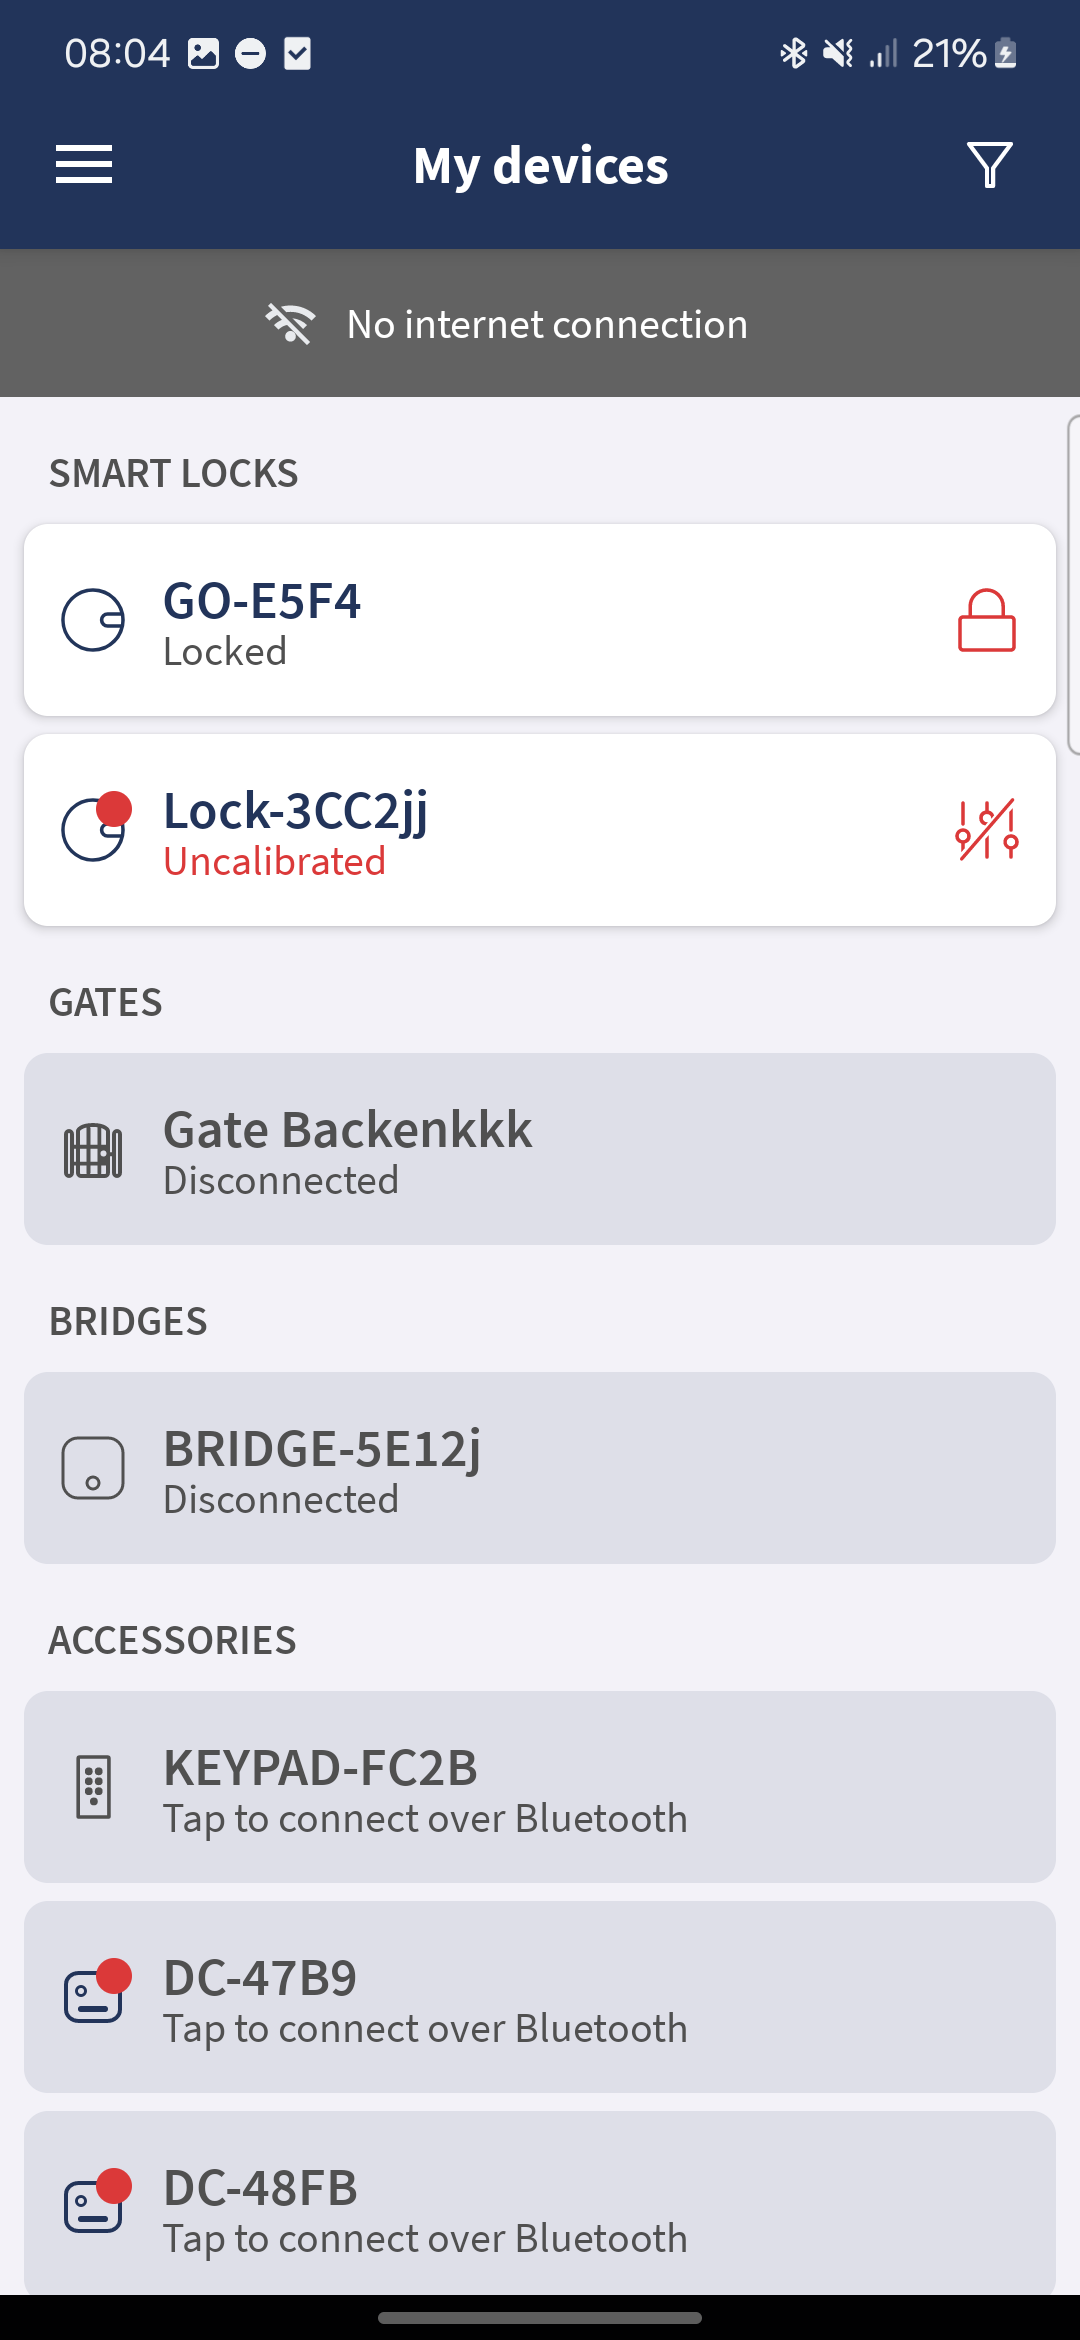 08:04
21%
My devices
No internet connection
SMART LOCKS
GO-E5F4
Locked
Lock-3CC2jj
Uncalibrated
GATES
Gate Backenkkk
Disconnected
BRIDGES
BRIDGE-5E12j
Disconnected
ACCESSORIES
KEYPAD-FC2B
Tap to connect over Bluetooth
DC-47B9
Tap to connect over Bluetooth
DC-48FB
Tap to connect over Bluetooth